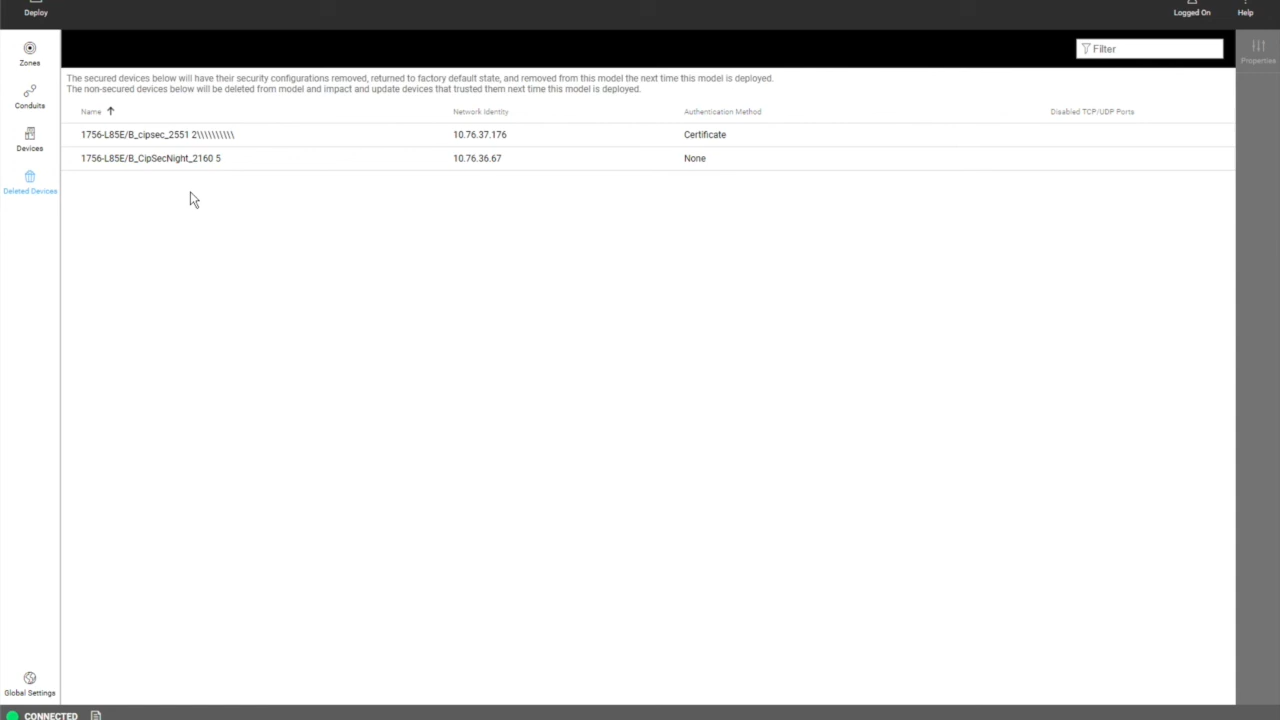 Deploy
Logged On
Help
Zones
Conduits
Devices
Deleted Devices
Global Settings
Filter
Properties
The secured devices below will have their security configurations removed, returned to factory default state, and removed from this model the next time this model is deployed.
The non-secured devices below will be deleted from model and impact and update devices that trusted them next time this model is deployed.
Name Network Identity Authentication Method Disabled TCP/UDP Ports
1756-L85E/B_cipsec_2551 2\\\\\\\\\\ 10.76.37.176 Certificate
1756-L85E/B_CipSecNight_2160 5 10.76.36.67 None
CONNECTED